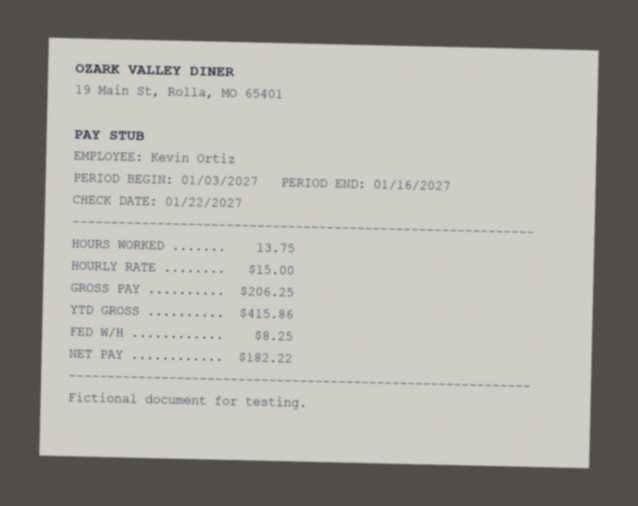 OZARK VALLEY DINER
19 Main St, Rolla, MO 65401
PAY STUB
EMPLOYEE: Kevin Ortiz
PERIOD BEGIN: 01/03/2027   PERIOD END: 01/16/2027
CHECK DATE: 01/22/2027
------------------------------------------------------------
HOURS WORKED .......    13.75
HOURLY RATE ........   $15.00
GROSS PAY ..........  $206.25
YTD GROSS ..........  $415.86
FED W/H ............    $8.25
NET PAY ............  $182.22
------------------------------------------------------------
Fictional document for testing.